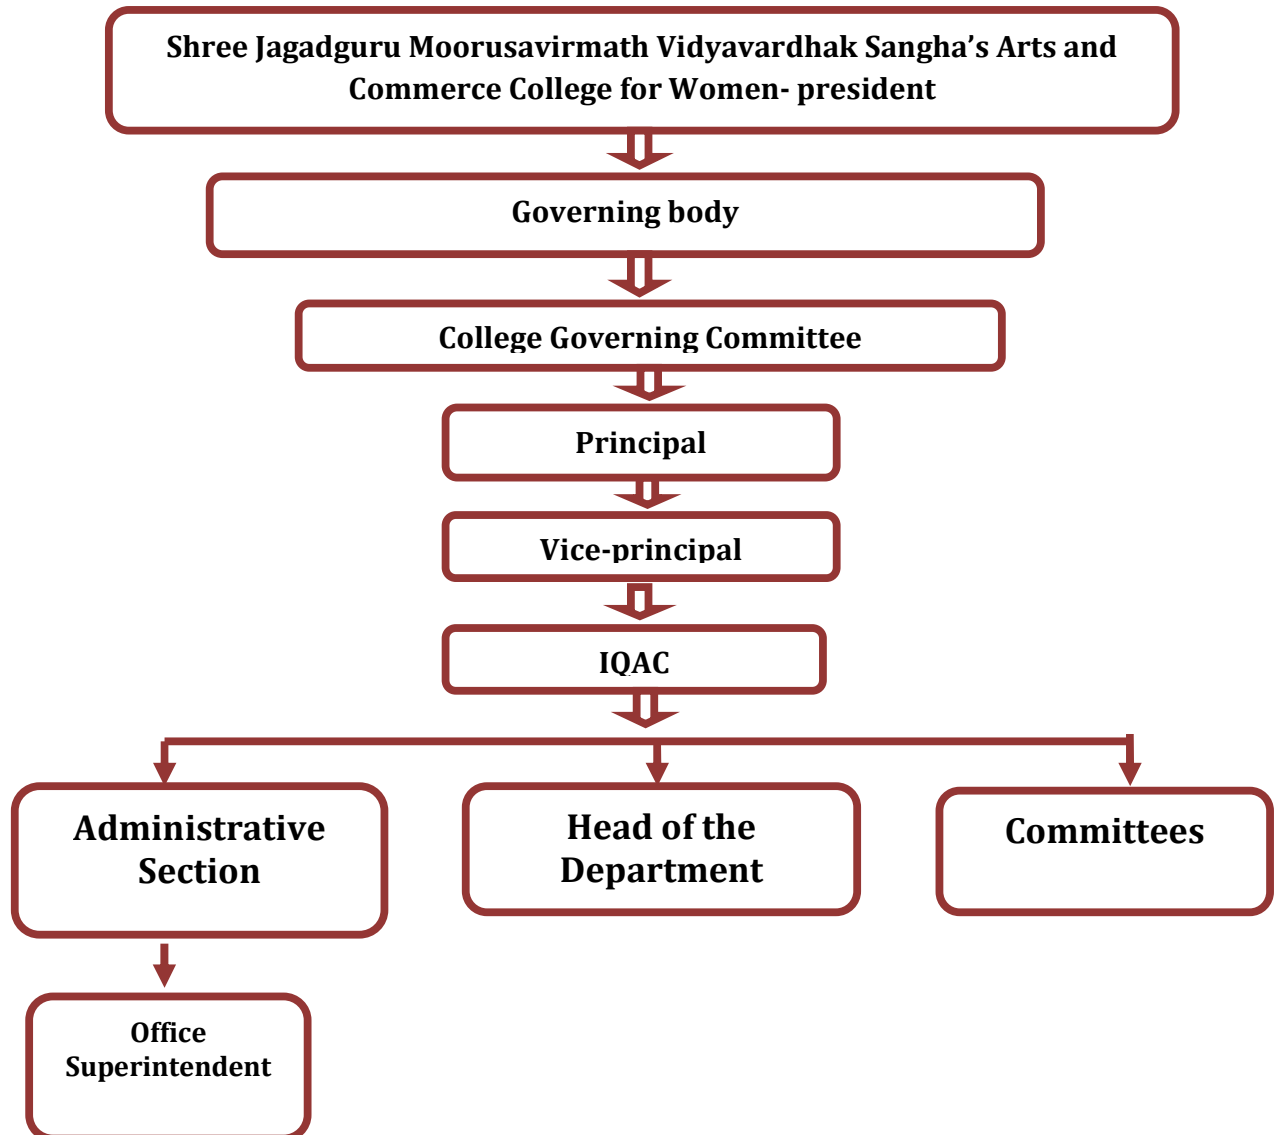 Shree Jagadguru Moorusavirmath Vidyavardhak Sangha’s Arts and
Commerce College for Women- president
Governing body
College Governing Committee
Principal
Vice-principal
IQAC
Administrative
Section
Head of the
Department
Committees
Office
Superintendent